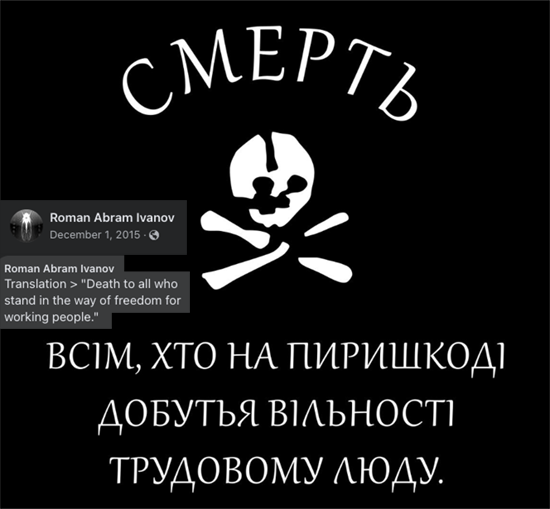 СМЕРТЬ
Roman Abram Ivanov
December 1, 2015 ·
Roman Abram Ivanov
Translation > "Death to all who
stand in the way of freedom for
working people."
ВСІМ, ХТО НА ПИРИШКОДІ
ДОБУТЬЯ ВІЛЬНОСТІ
ТРУДОВОМУ ЛЮДУ.